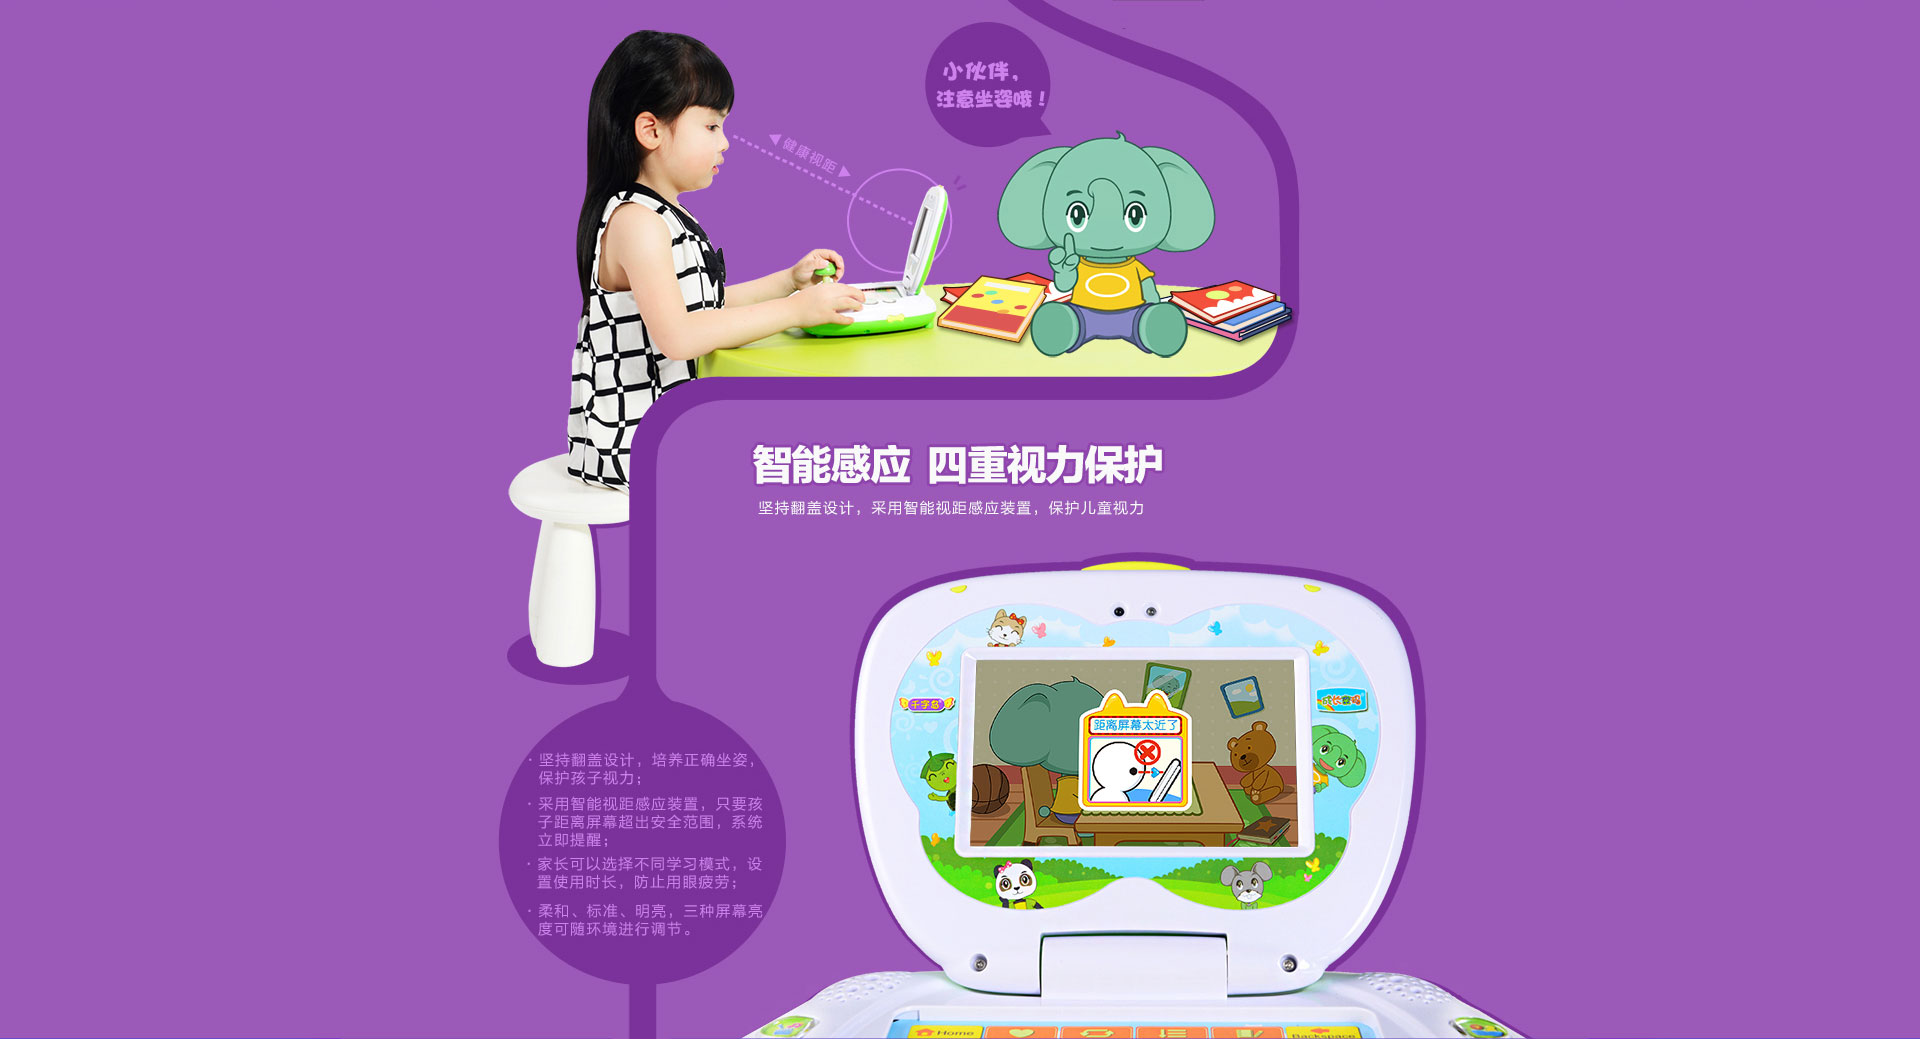 小伙伴，
注意坐姿哦！
健康视距
智能感应 四重视力保护
坚持翻盖设计，采用智能视距感应装置，保护儿童视力
千字岛
距离屏幕太近了
· 坚持翻盖设计，培养正确坐姿，
保护孩子视力；
· 采用智能视距感应装置，只要孩
子距离屏幕超出安全范围，系统
立即提醒；
· 家长可以选择不同学习模式，设
置使用时长，防止用眼疲劳；
· 柔和、标准、明亮，三种屏幕亮
度可随环境进行调节。
Home
Backspace